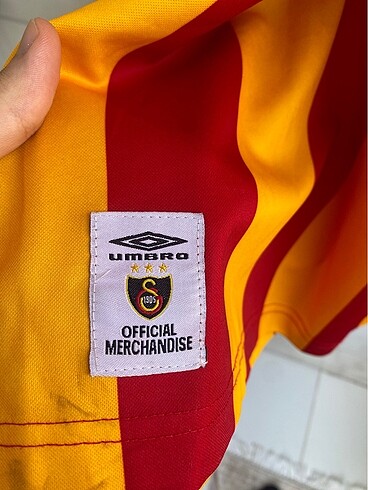 UMBRO
1905
OFFICIAL
MERCHANDISE